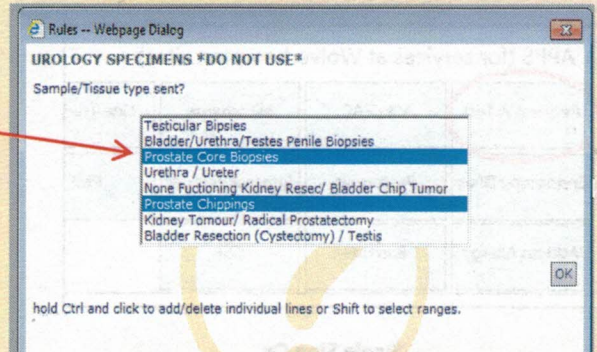 Rules -- Webpage Dialog
UROLOGY SPECIMENS *DO NOT USE*
Sample/Tissue type sent?
Testicular Bipsies
Bladder/Urethra/Testes Penile Biopsies
Prostate Core Biopsies
Urethra / Ureter
None Fuctioning Kidney Resec/ Bladder Chip Tumor
Prostate Chippings
Kidney Tomour/ Radical Prostatectomy
Bladder Resection (Cystectomy) / Testis
OK
hold Ctrl and click to add/delete individual lines or Shift to select ranges.